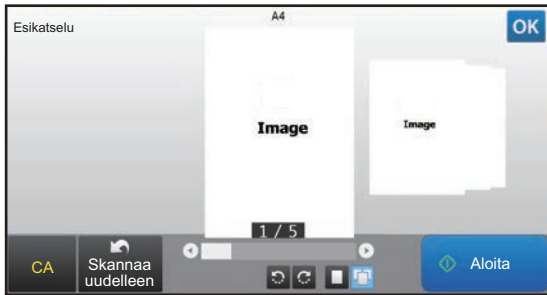 A4
Esikatselu
OK
Image
Image
1 / 5
CA
Skannaa
uudelleen
Aloita